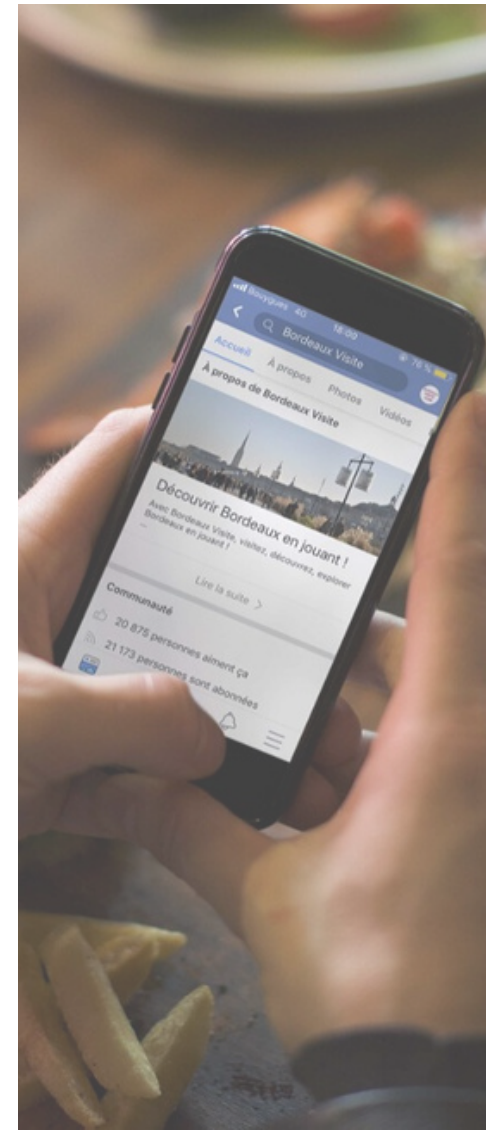 Bouygues 4G 18:09 76 %
Bordeaux Visite
Accueil À propos Photos Vidéos
À propos de Bordeaux Visite
Découvrir Bordeaux en jouant !
Avec Bordeaux Visite, visitez, découvrez, explorer
Bordeaux en jouant !
...
Lire la suite
Communauté
20 875 personnes aiment ça
21 173 personnes sont abonnées